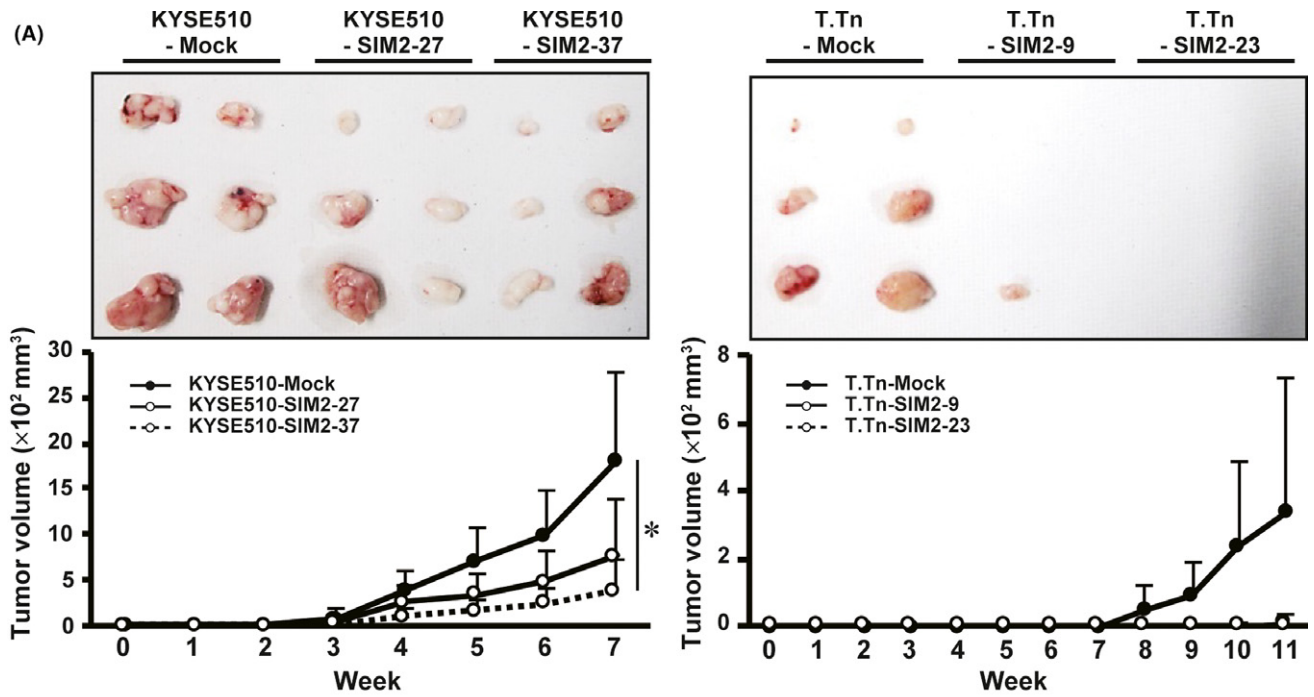 (A)
KYSE510
- Mock
KYSE510
- SIM2-27
KYSE510
- SIM2-37
T.Tn
- Mock
T.Tn
- SIM2-9
T.Tn
- SIM2-23
Tumor volume (×10² mm³)
30
25
20
15
10
5
0
KYSE510-Mock
KYSE510-SIM2-27
KYSE510-SIM2-37
*
0 1 2 3 4 5 6 7
Week
Tumor volume (×10² mm³)
8
6
4
2
0
T.Tn-Mock
T.Tn-SIM2-9
T.Tn-SIM2-23
0 1 2 3 4 5 6 7 8 9 10 11
Week